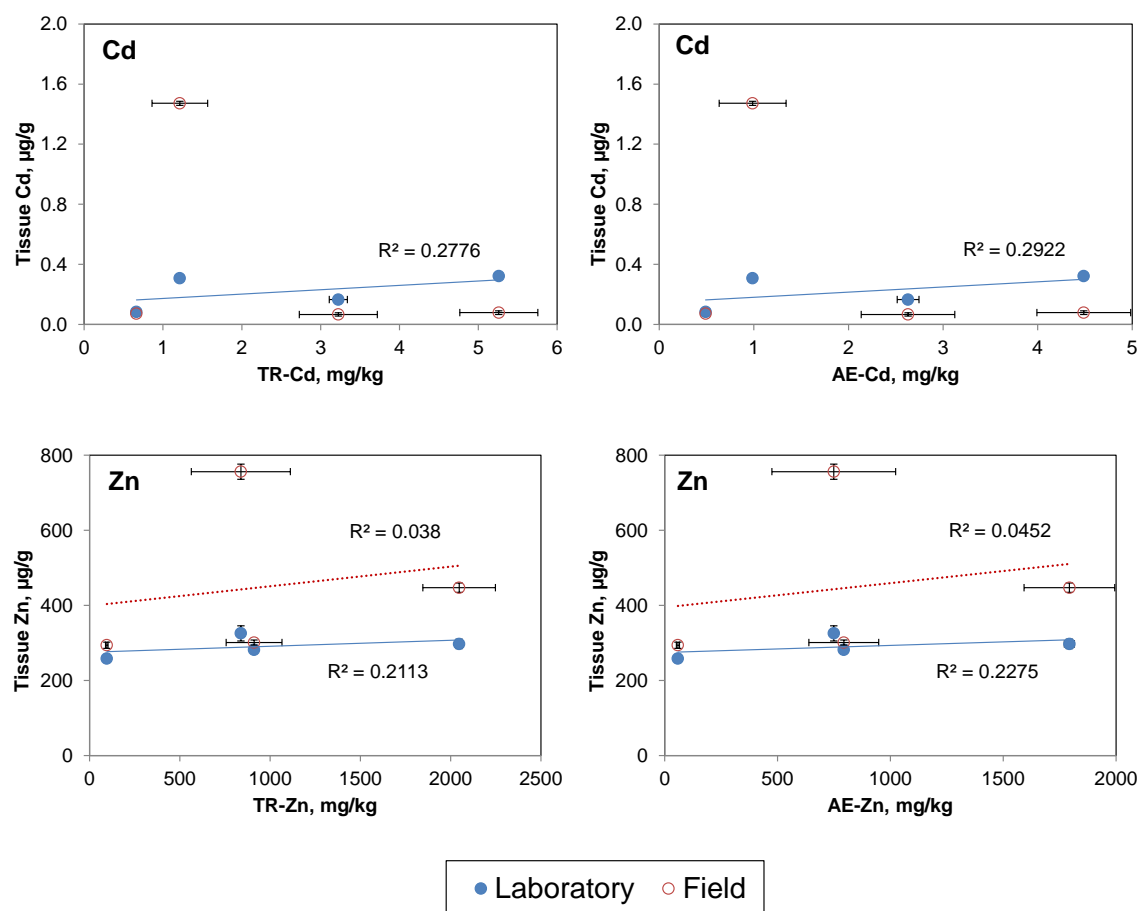 Cd
Tissue Cd, µg/g
2.0
1.6
1.2
0.8
0.4
0.0
R² = 0.2776
0 1 2 3 4 5 6
TR-Cd, mg/kg
Cd
Tissue Cd, µg/g
2.0
1.6
1.2
0.8
0.4
0.0
R² = 0.2922
0 1 2 3 4 5
AE-Cd, mg/kg
Zn
Tissue Zn, µg/g
800
600
400
200
0
R² = 0.038
R² = 0.2113
0 500 1000 1500 2000 2500
TR-Zn, mg/kg
Zn
Tissue Zn, µg/g
800
600
400
200
0
R² = 0.0452
R² = 0.2275
0 500 1000 1500 2000
AE-Zn, mg/kg
Laboratory Field